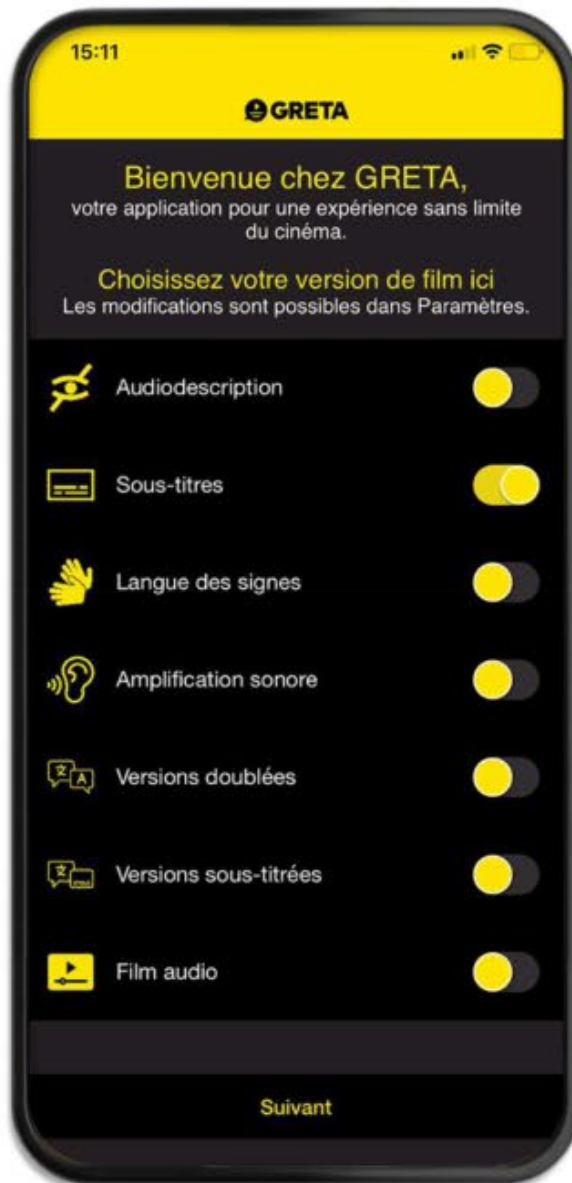 15:11
GRETA
Bienvenue chez GRETA,
votre application pour une expérience sans limite
du cinéma.
Choisissez votre version de film ici
Les modifications sont possibles dans Paramètres.
Audiodescription
Sous-titres
Langue des signes
Amplification sonore
Versions doublées
Versions sous-titrées
Film audio
Suivant